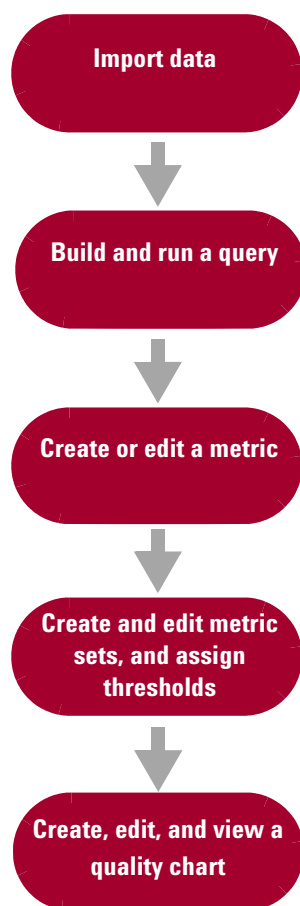 Import data
Build and run a query
Create or edit a metric
Create and edit metric
sets, and assign
thresholds
Create, edit, and view a
quality chart